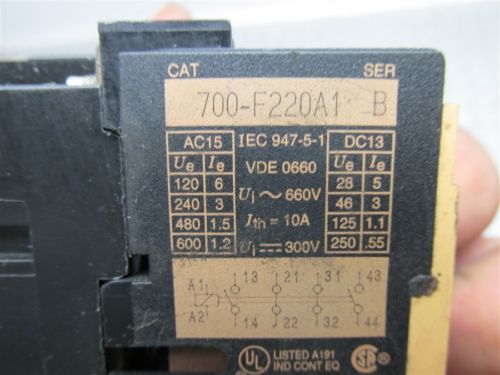 CAT SER
700-F220A1 B
AC15 IEC 947-5-1 DC13
Ue Ie VDE 0660 Ue Ie
120 6 Ui ~ 660V 28 5
240 3 46 3
480 1.5 Ith = 10A 125 1.1
600 1.2 Ui ⎓ 300V 250 .55
A1 13 21 31 43
A2 14 22 32 44
UL LISTED A191 SA
IND CONT EQ